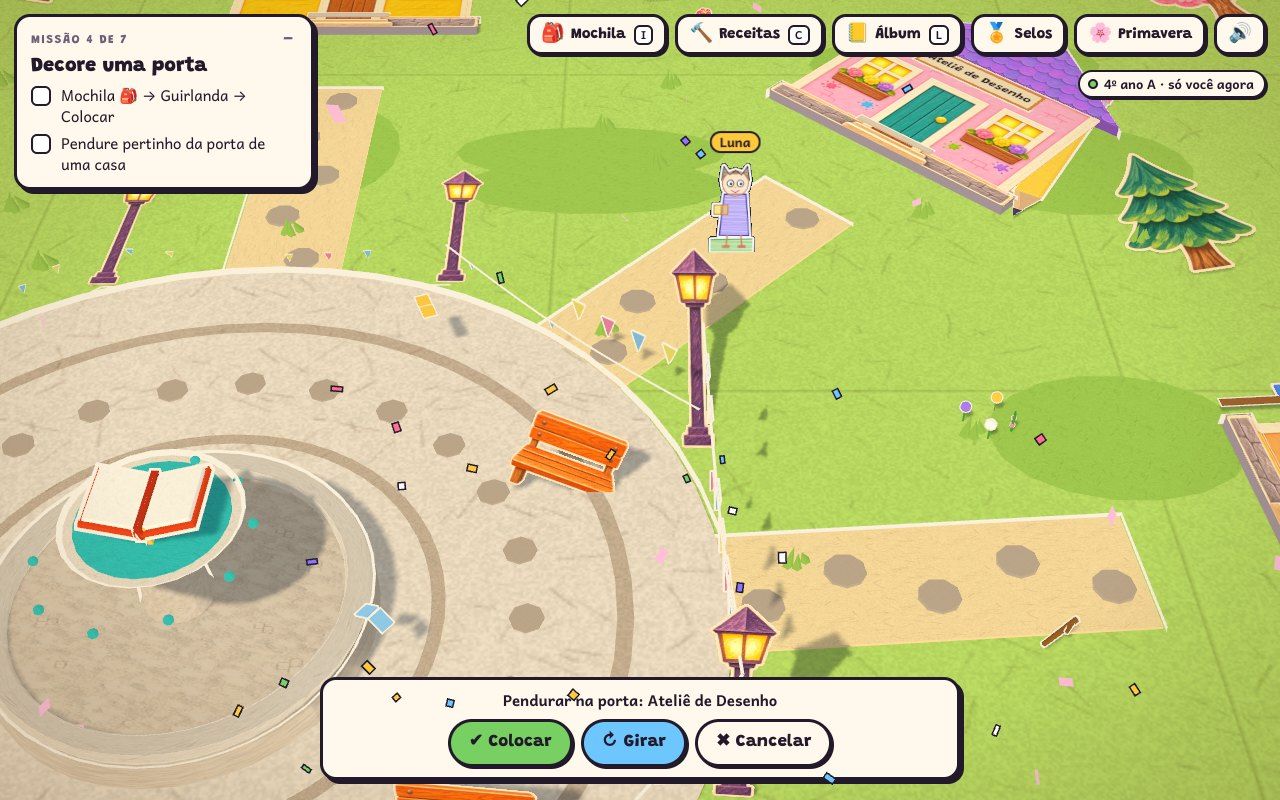 MISSÃO 4 DE 7
Decore uma porta
Mochila 🎒 → Guirlanda →
Colocar
Pendure pertinho da porta de
uma casa
Mochila I
Receitas C
Álbum L
Selos
Primavera
4º ano A · só você agora
Ateliê de Desenho
Luna
Pendurar na porta: Ateliê de Desenho
✔ Colocar
↻ Girar
✖ Cancelar